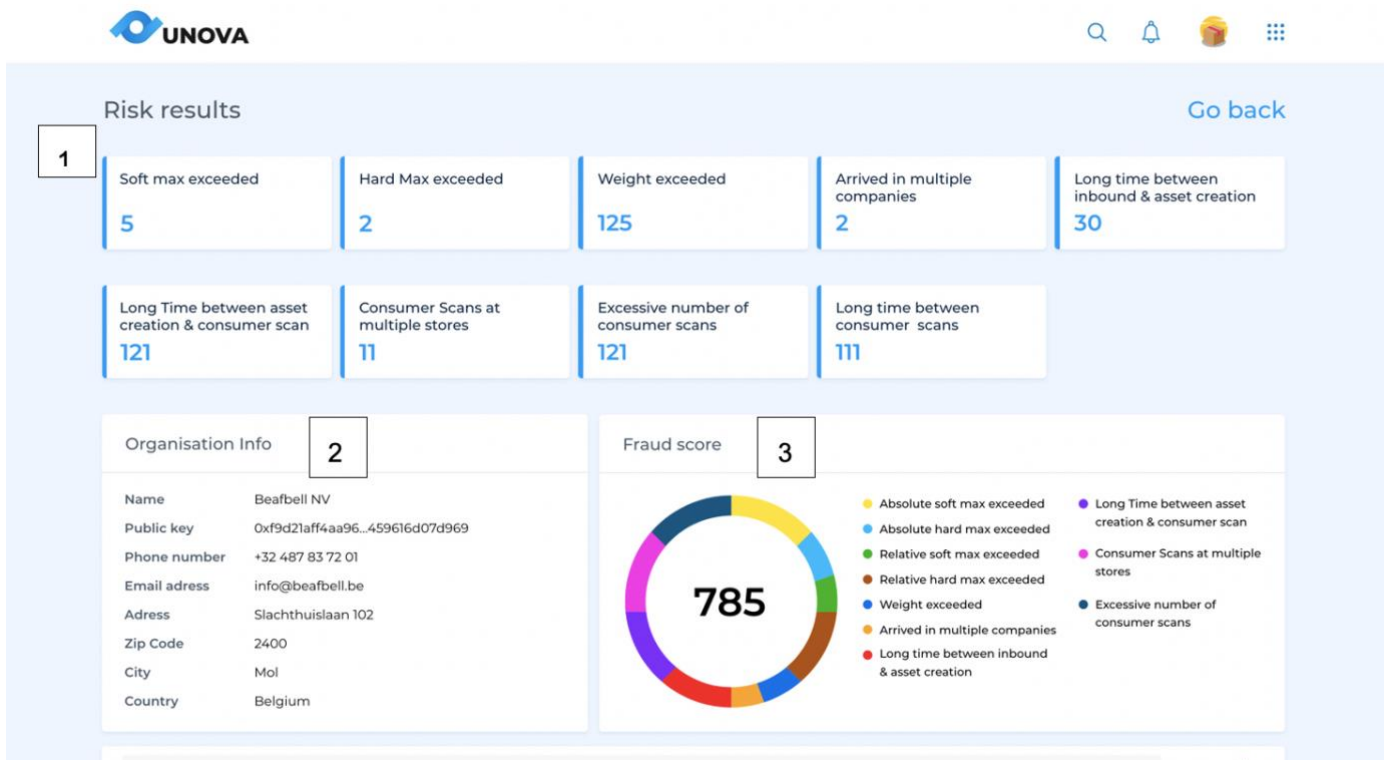 UNOVA
Risk results
Go back
1
Soft max exceeded
5
Hard Max exceeded
2
Weight exceeded
125
Arrived in multiple
companies
2
Long time between
inbound & asset creation
30
Long Time between asset
creation & consumer scan
121
Consumer Scans at
multiple stores
11
Excessive number of
consumer scans
121
Long time between
consumer scans
111
Organisation Info
2
Name Beafbell NV
Public key 0xf9d21aff4aa96...459616d07d969
Phone number +32 487 83 72 01
Email adress info@beafbell.be
Adress Slachthuislaan 102
Zip Code 2400
City Mol
Country Belgium
Fraud score
3
785
Absolute soft max exceeded
Absolute hard max exceeded
Relative soft max exceeded
Relative hard max exceeded
Weight exceeded
Arrived in multiple companies
Long time between inbound
& asset creation
Long Time between asset
creation & consumer scan
Consumer Scans at multiple
stores
Excessive number of
consumer scans